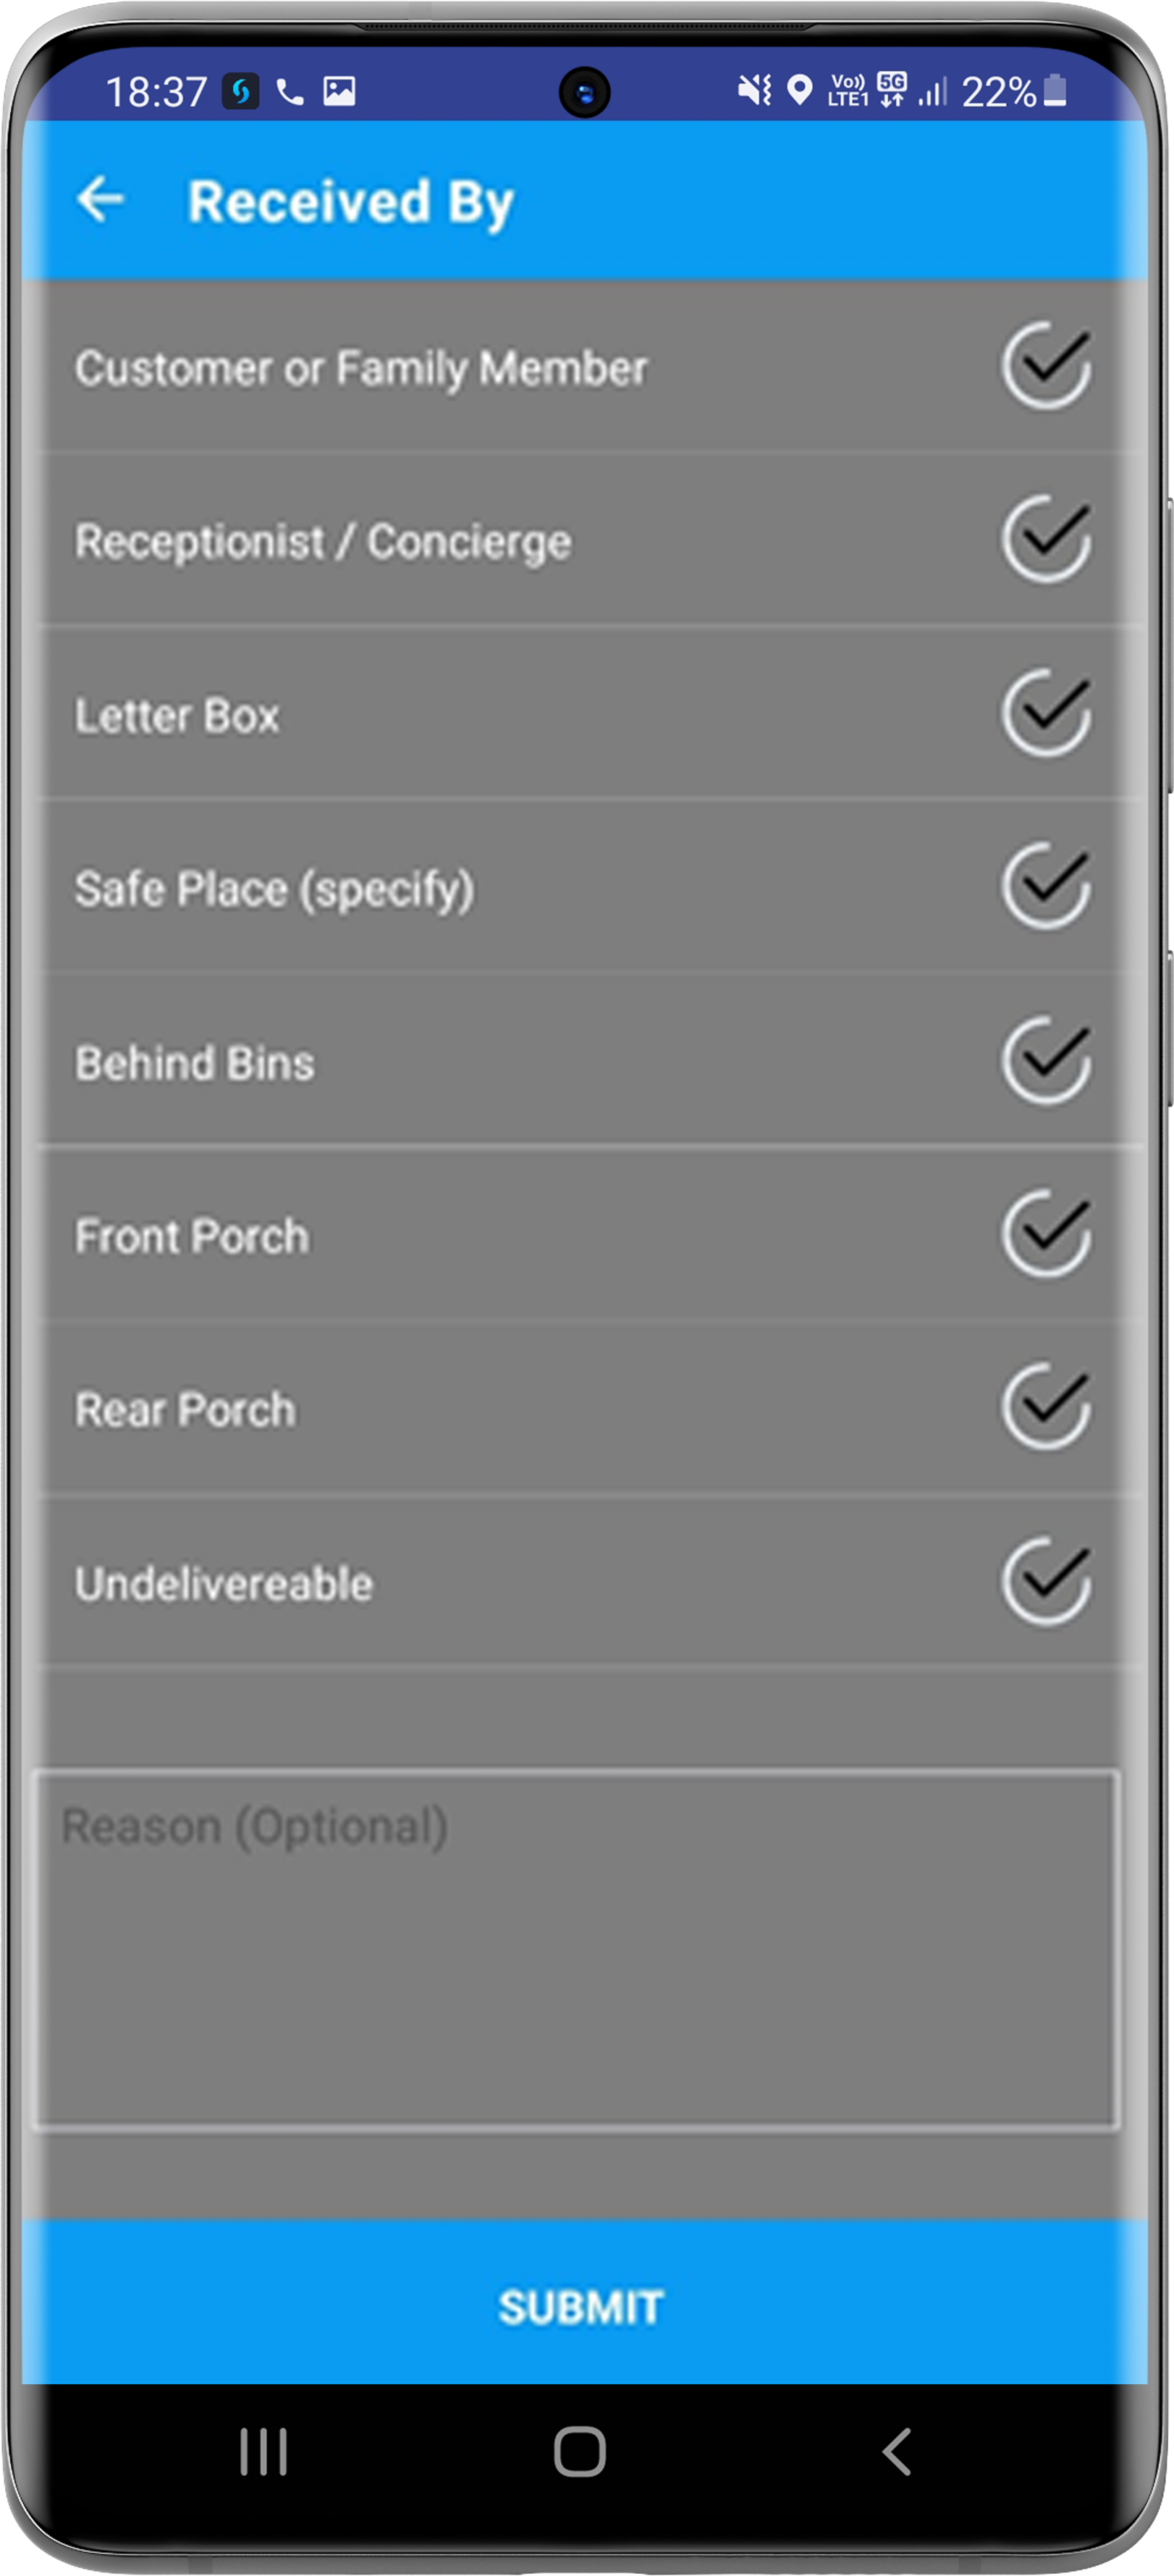 18:37 Vo)) LTE1 5G 22%
Received By
Customer or Family Member
Receptionist / Concierge
Letter Box
Safe Place (specify)
Behind Bins
Front Porch
Rear Porch
Undelivereable
Reason (Optional)
SUBMIT